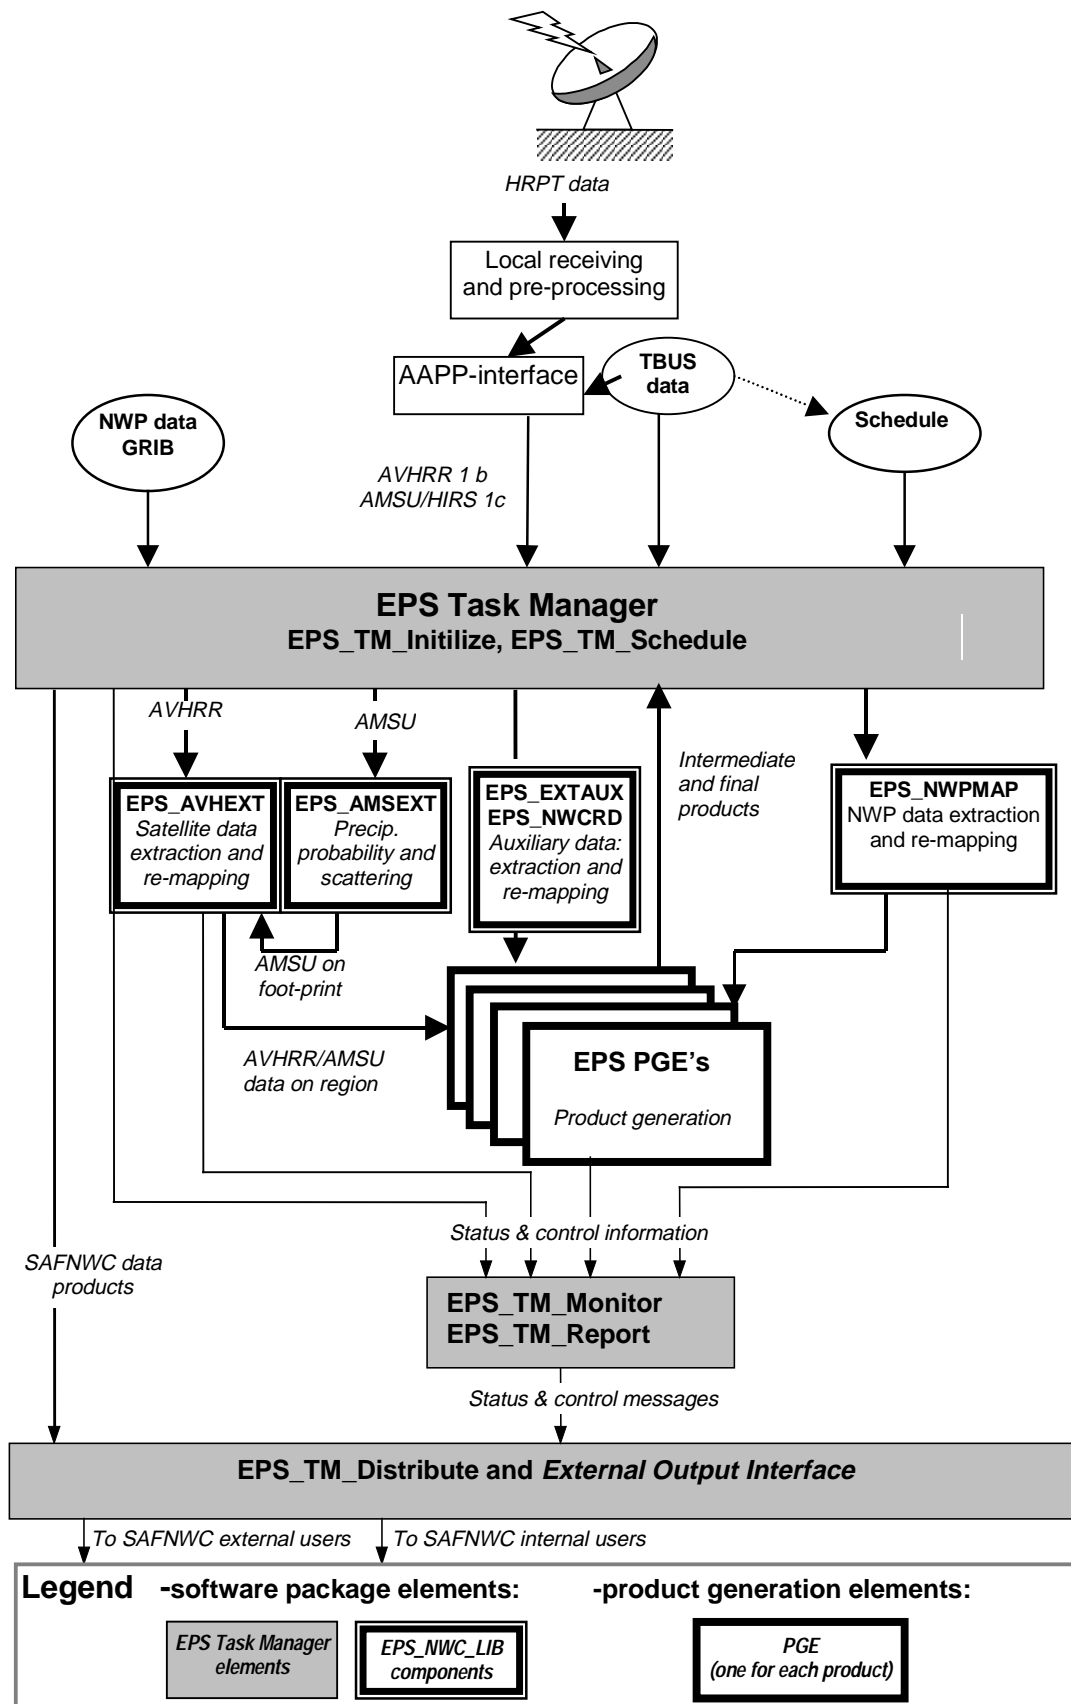 HRPT data
Local receiving
and pre-processing
AAPP-interface
TBUS
data
NWP data
GRIB
Schedule
AVHRR 1 b
AMSU/HIRS 1c
EPS Task Manager
EPS_TM_Initilize, EPS_TM_Schedule
AVHRR
AMSU
Intermediate
and final
products
EPS_AVHEXT
Satellite data
extraction and
re-mapping
EPS_AMSEXT
Precip.
probability and
scattering
EPS_EXTAUX
EPS_NWCRD
Auxiliary data:
extraction and
re-mapping
EPS_NWPMAP
NWP data extraction
and re-mapping
AMSU on
foot-print
AVHRR/AMSU
data on region
EPS PGE's
Product generation
Status & control information
SAFNWC data
products
EPS_TM_Monitor
EPS_TM_Report
Status & control messages
EPS_TM_Distribute and External Output Interface
To SAFNWC external users
To SAFNWC internal users
Legend -software package elements: -product generation elements:
EPS Task Manager
elements
EPS_NWC_LIB
components
PGE
(one for each product)